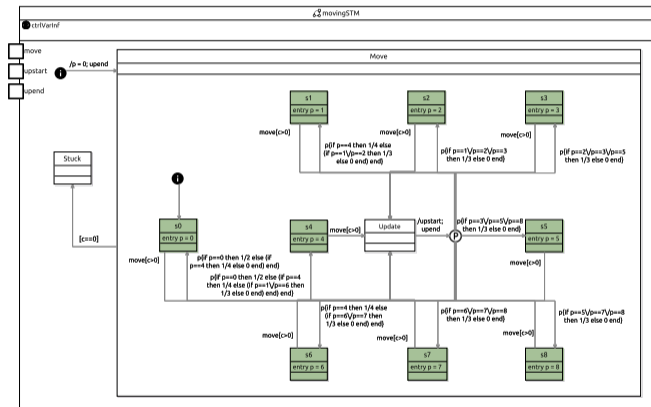 movingSTM
ctrlVarInf
move
upstart
upend
i
/p = 0; upend
Move
s1
entry p = 1
s2
entry p = 2
s3
entry p = 3
move[c>0]
p{if p==4 then 1/4 else
(if p==1\/p==2 then 1/3
else 0 end) end}
move[c>0]
p{if p==1\/p==2\/p==3
then 1/3 else 0 end}
move[c>0]
p{if p==2\/p==3\/p==5
then 1/3 else 0 end}
Stuck
i
[c==0]
s0
entry p = 0
s4
entry p = 4
move[c>0]
Update
/upstart;
upend
P
p{if p==3\/p==5\/p==8
then 1/3 else 0 end}
s5
entry p = 5
move[c>0]
p{if p==0 then 1/2 else (if
p==4 then 1/4 else 0 end) end}
p{if p==0 then 1/2 else (if p==4
then 1/4 else (if p==1\/p==6 then
1/3 else 0 end) end) end}
move[c>0]
p{if p==4 then 1/4 else
(if p==6\/p==7 then
1/3 else 0 end) end}
p{if p==6\/p==7\/p==8
then 1/3 else 0 end}
p{if p==5\/p==7\/p==8
then 1/3 else 0 end}
move[c>0]
move[c>0]
move[c>0]
s6
entry p = 6
s7
entry p = 7
s8
entry p = 8